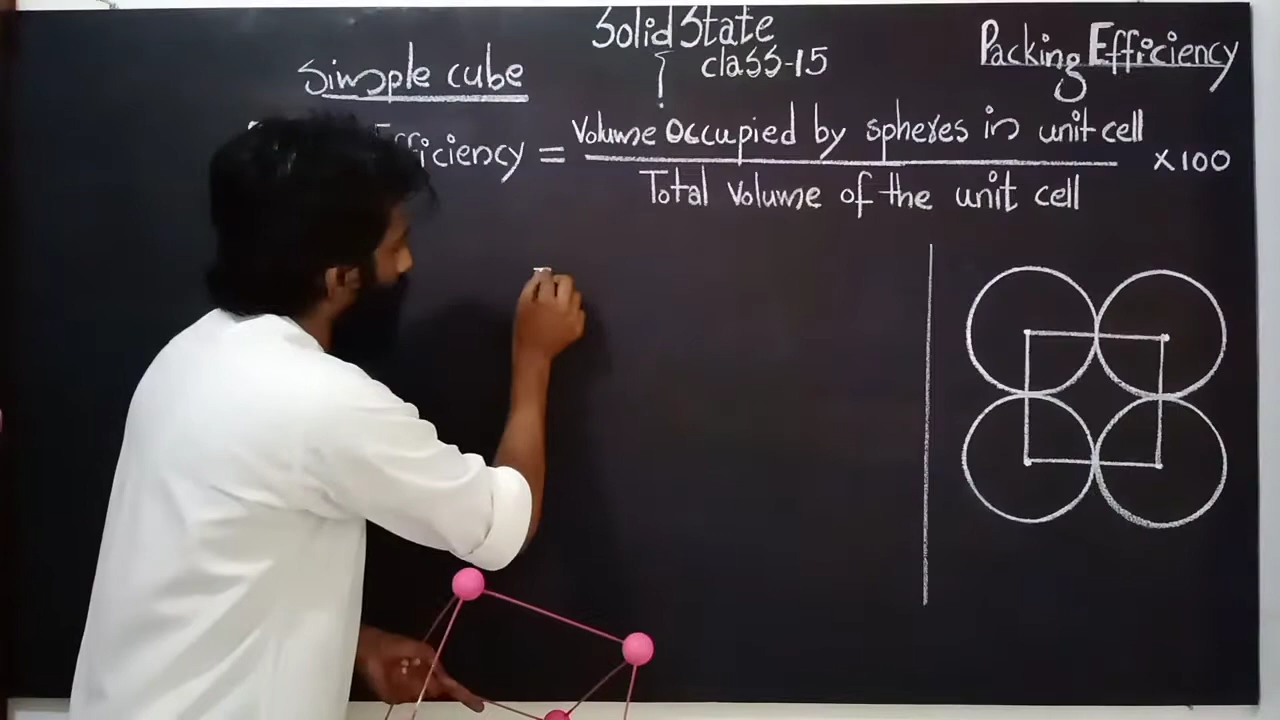 Solid State
class-15
Packing Efficiency
Simple cube
Volume Occupied by spheres in unit cell
= x100
Total Volume of the unit cell